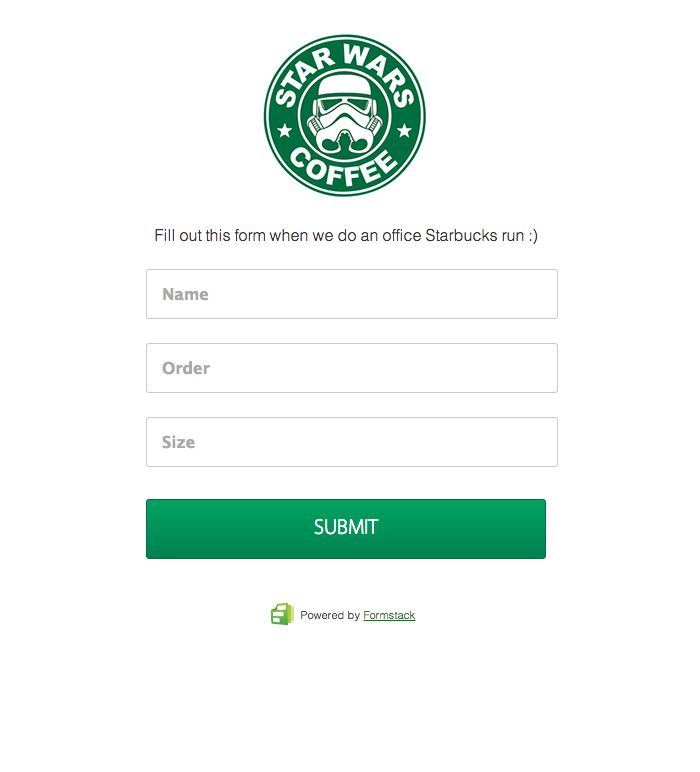 STAR WARS
COFFEE
Fill out this form when we do an office Starbucks run :)
Name
Order
Size
SUBMIT
Powered by Formstack